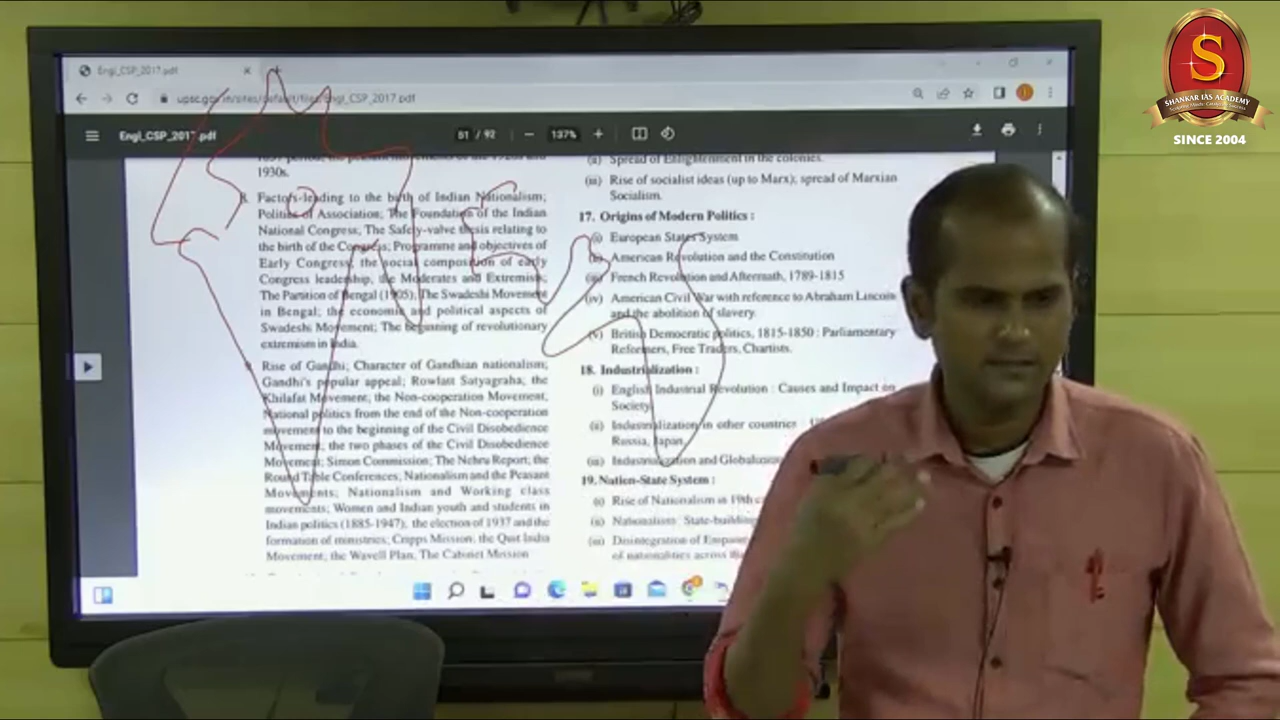 Engl_CSP_2017.pdf
upsc.gov.in/sites/default/files/Engl_CSP_2017.pdf
Engl_CSP_2017.pdf
81 / 92
137%
1930s.
8. Factors leading to the birth of Indian Nationalism;
Politics of Association; The Foundation of the Indian
National Congress; The Safety-valve thesis relating to
the birth of the Congress; Programme and objectives of
Early Congress; the social composition of early
Congress leadership; the Moderates and Extremists;
The Partition of Bengal (1905), The Swadeshi Movement
in Bengal; the economic and political aspects of
Swadeshi Movement; The beginning of revolutionary
extremism in India.
Rise of Gandhi; Character of Gandhian nationalism;
Gandhi's popular appeal; Rowlatt Satyagraha; the
Khilafat Movement; the Non-cooperation Movement;
National politics from the end of the Non-cooperation
movement to the beginning of the Civil Disobedience
Movement; the two phases of the Civil Disobedience
Movement; Simon Commission; The Nehru Report; the
Round Table Conferences, Nationalism and the Peasant
Movements; Nationalism and Working class
movements; Women and Indian youth and students in
Indian politics (1885-1947); the election of 1937 and the
formation of ministries; Cripps Mission; the Quit India
Movement; the Wavell Plan; The Cabinet Mission
(ii) Spread of Enlightenment in the colonies.
(iii) Rise of socialist ideas (up to Marx); spread of Marxian
Socialism.
17. Origins of Modern Politics :
(i) European States System
(ii) American Revolution and the Constitution
(iii) French Revolution and Aftermath, 1789-1815
(iv) American Civil War with reference to Abraham Lincoln
and the abolition of slavery.
(v) British Democratic politics, 1815-1850 : Parliamentary
Reformers, Free Traders, Chartists.
18. Industrialization :
(i) English Industrial Revolution : Causes and Impact on
Society
(ii) Industrialization in other countries :
Russia, Japan
(iii) Industrialization and Globalization
19. Nation-State System :
(i) Rise of Nationalism in 19th
(ii) Nationalism : State-building
(iii) Disintegration of
of nationalities across the
S
SHANKAR IAS ACADEMY
SINCE 2004